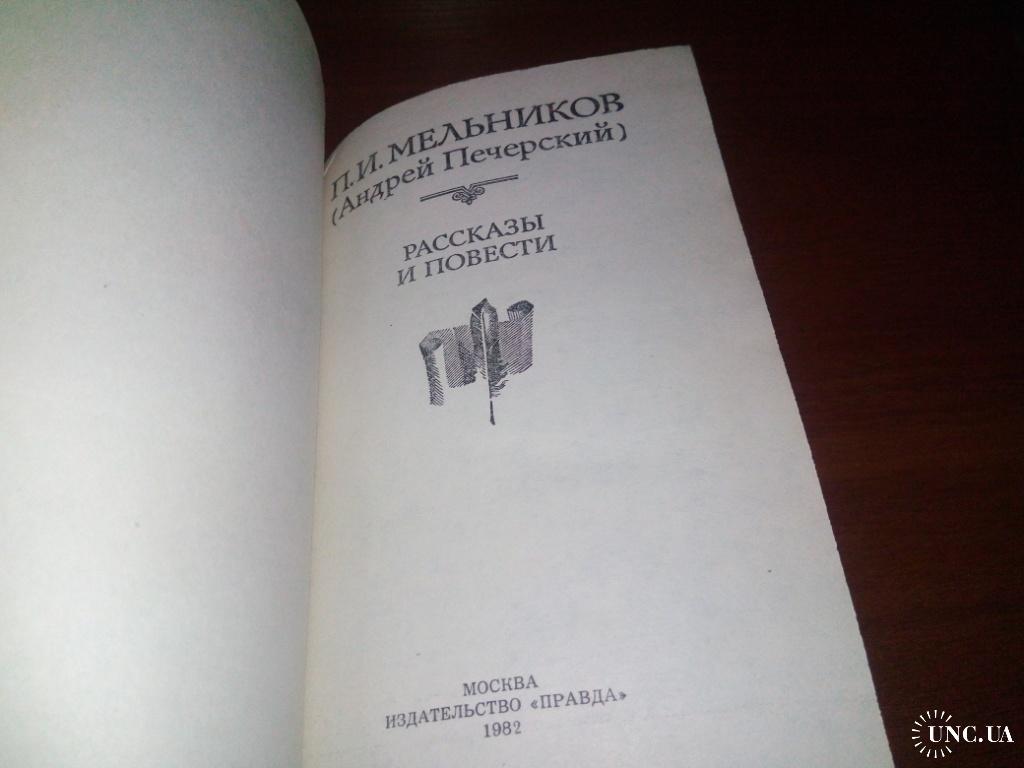 П.И. МЕЛЬНИКОВ
(Андрей Печерский)
РАССКАЗЫ
И ПОВЕСТИ
МОСКВА
ИЗДАТЕЛЬСТВО «ПРАВДА»
1982
UNC.UA